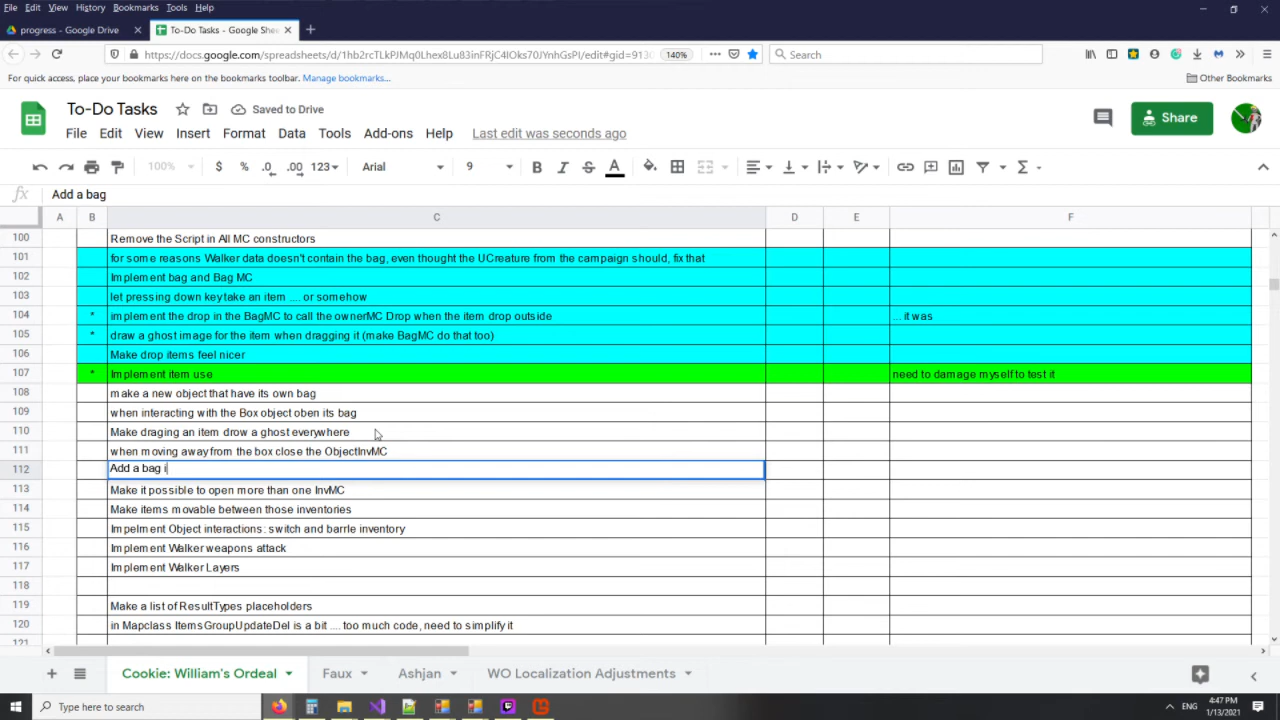 File Edit View History Bookmarks Tools Help
progress - Google Drive
To-Do Tasks - Google Shee
140%
Search
For quick access, place your bookmarks here on the bookmarks toolbar. Manage bookmarks...
Other Bookmarks
To-Do Tasks
Saved to Drive
Share
File Edit View Insert Format Data Tools Add-ons Help Last edit was seconds ago
100% $ % .0 .00 123 Arial 9 B I S A
fx Add a bag
A B C D E F
100 Remove the Script in All MC constructors
101 for some reasons Walker data doesn't contain the bag, even thought the UCreature from the campaign should, fix that
102 Implement bag and Bag MC
103 let pressing down key take an item .... or somehow
104 * implement the drop in the BagMC to call the ownerMC Drop when the item drop outside ... it was
105 * draw a ghost image for the item when dragging it (make BagMC do that too)
106 Make drop items feel nicer
107 * Implement item use need to damage myself to test it
108 make a new object that have its own bag
109 when interacting with the Box object oben its bag
110 Make draging an item drow a ghost everywhere
111 when moving away from the box close the ObjectInvMC
112 Add a bag i
113 Make it possible to open more than one InvMC
114 Make items movable between those inventories
115 Impelment Object interactions: switch and barrle inventory
116 Implement Walker weapons attack
117 Implement Walker Layers
118
119 Make a list of ResultTypes placeholders
120 in Mapclass ItemsGroupUpdateDel is a bit .... too much code, need to simplify it
121
Cookie: William's Ordeal Faux Ashjan WO Localization Adjustments
Type here to search
ENG
4:47 PM
1/13/2021